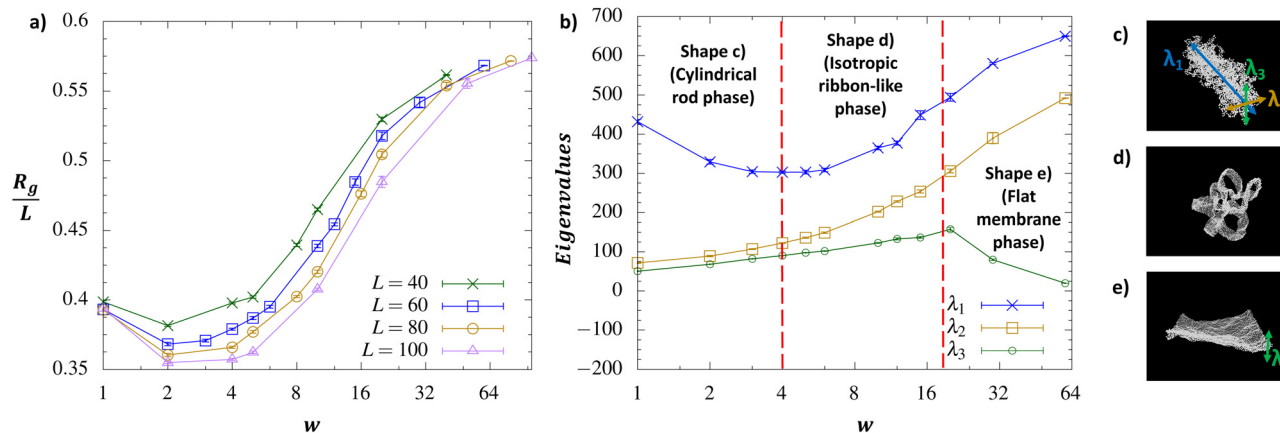 a)
0.6
0.55
0.5
0.45
0.4
0.35
R_g
L
1
2
4
8
16
32
64
w
L = 40
L = 60
L = 80
L = 100
b)
700
600
500
400
300
200
100
0
−100
−200
Eigenvalues
1
2
4
8
16
32
64
w
Shape c)
(Cylindrical
rod phase)
Shape d)
(Isotropic
ribbon-like
phase)
Shape e)
(Flat
membrane
phase)
λ₁
λ₂
λ₃
c)
λ₁
λ₃
λ
d)
e)
λ